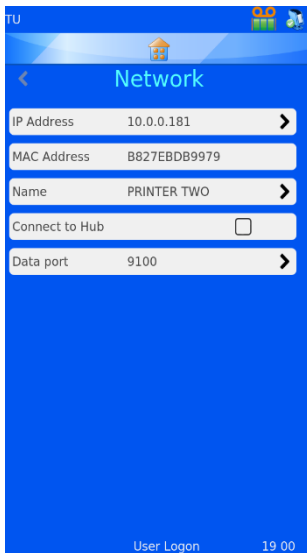 TU
Network
IP Address 10.0.0.181
MAC Address B827EBDB9979
Name PRINTER TWO
Connect to Hub
Data port 9100
User Logon 19 00